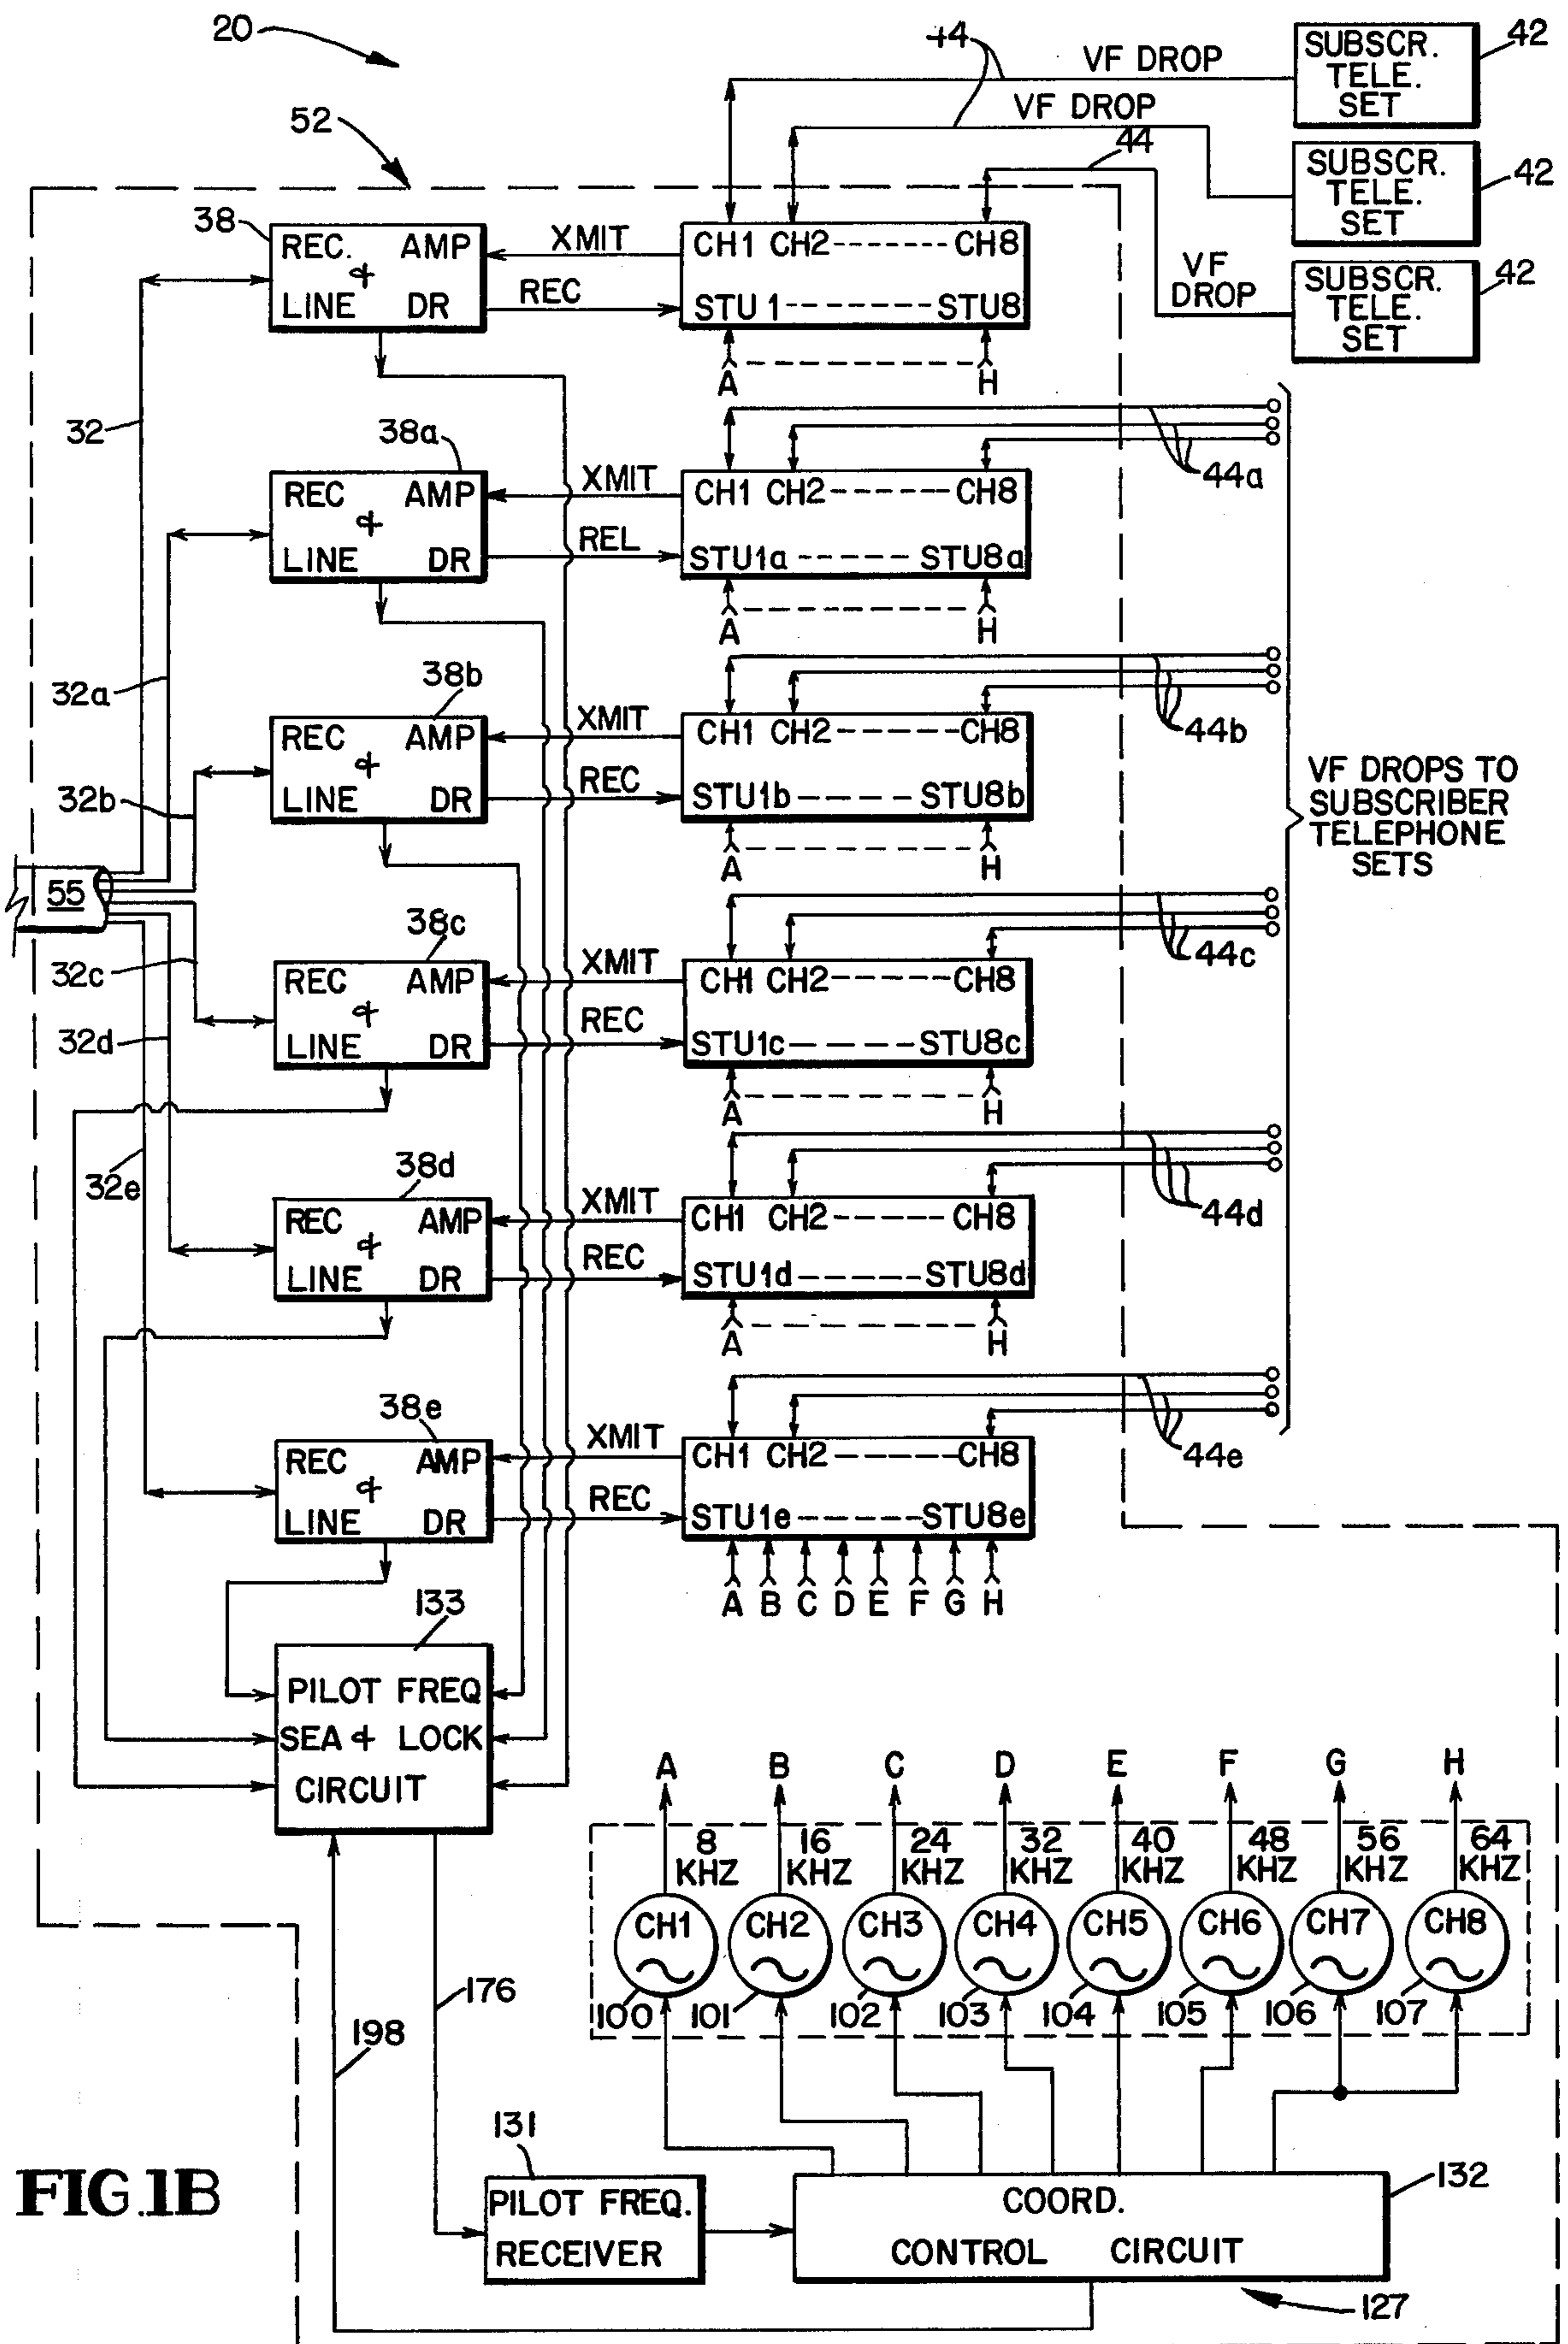 20
44
VF DROP
SUBSCR.
TELE.
SET
42
52
VF DROP
44
SUBSCR.
TELE.
SET
42
38
REC. AMP
&
LINE DR
XMIT
REC
CH1 CH2 CH8
STU 1 STU8
A H
VF
DROP
SUBSCR.
TELE.
SET
42
32
38a
REC AMP
&
LINE DR
XMIT
REL
CH1 CH2 CH8
STU1a STU8a
A H
44a
32a
38b
REC AMP
&
LINE DR
XMIT
REC
CH1 CH2 CH8
STU1b STU8b
A H
44b
VF DROPS TO
SUBSCRIBER
TELEPHONE
SETS
32b
55
32c
38c
REC AMP
&
LINE DR
XMIT
REC
CH1 CH2 CH8
STU1c STU8c
A H
44c
32d
32e
38d
REC AMP
&
LINE DR
XMIT
REC
CH1 CH2 CH8
STU1d STU8d
A H
44d
38e
REC AMP
&
LINE DR
XMIT
REC
CH1 CH2 CH8
STU1e STU8e
A B C D E F G H
44e
133
PILOT FREQ
SEA & LOCK
CIRCUIT
A B C D E F G H
8 16 24 32 40 48 56 64
KHZ KHZ KHZ KHZ KHZ KHZ KHZ KHZ
CH1 CH2 CH3 CH4 CH5 CH6 CH7 CH8
100 101 102 103 104 105 106 107
176
198
131
PILOT FREQ.
RECEIVER
COORD.
CONTROL CIRCUIT
132
127
FIG.1B